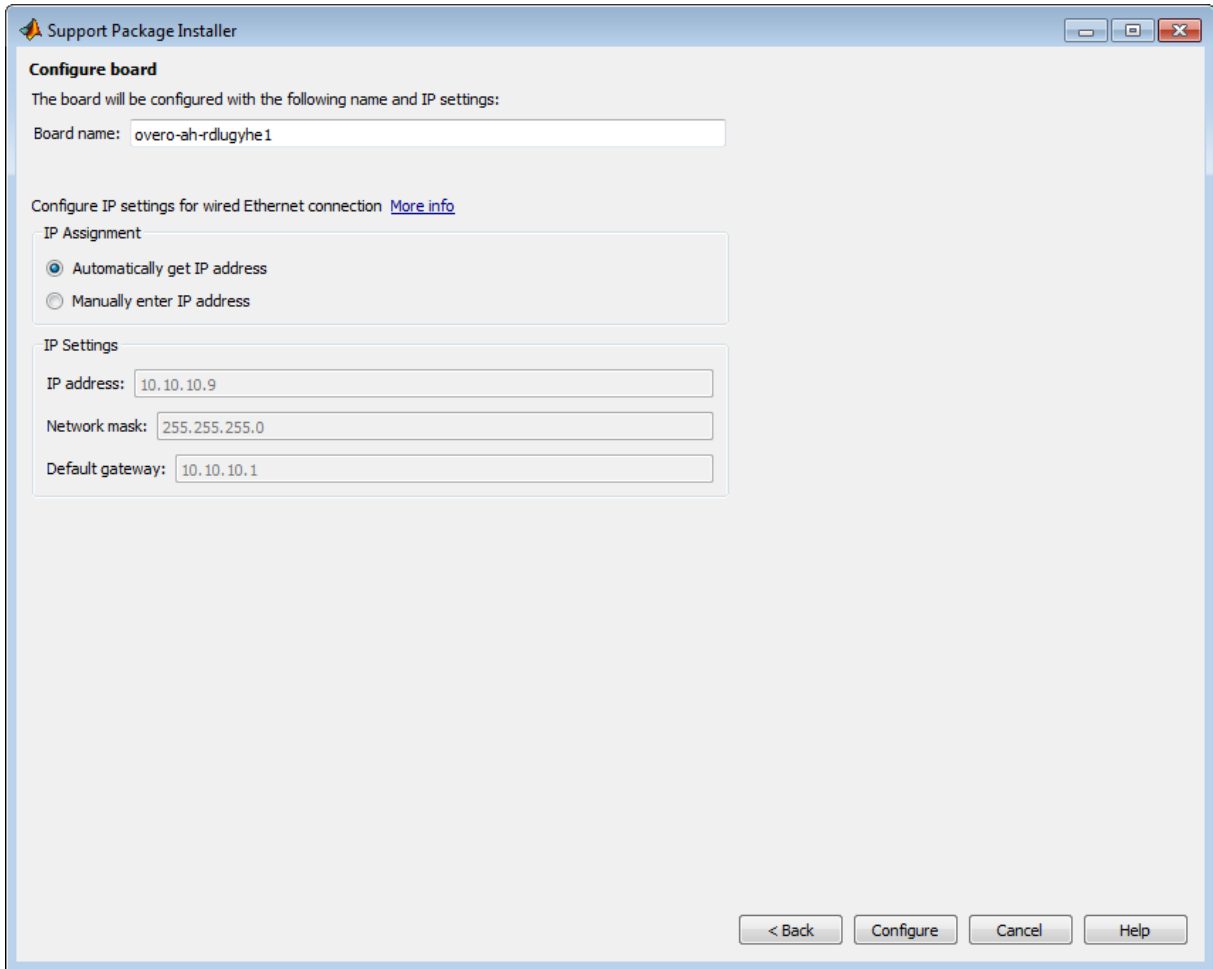 Support Package Installer
Configure board
The board will be configured with the following name and IP settings:
Board name: overo-ah-rdlugyhe1
Configure IP settings for wired Ethernet connection More info
IP Assignment
Automatically get IP address
Manually enter IP address
IP Settings
IP address: 10.10.10.9
Network mask: 255.255.255.0
Default gateway: 10.10.10.1
< Back Configure Cancel Help